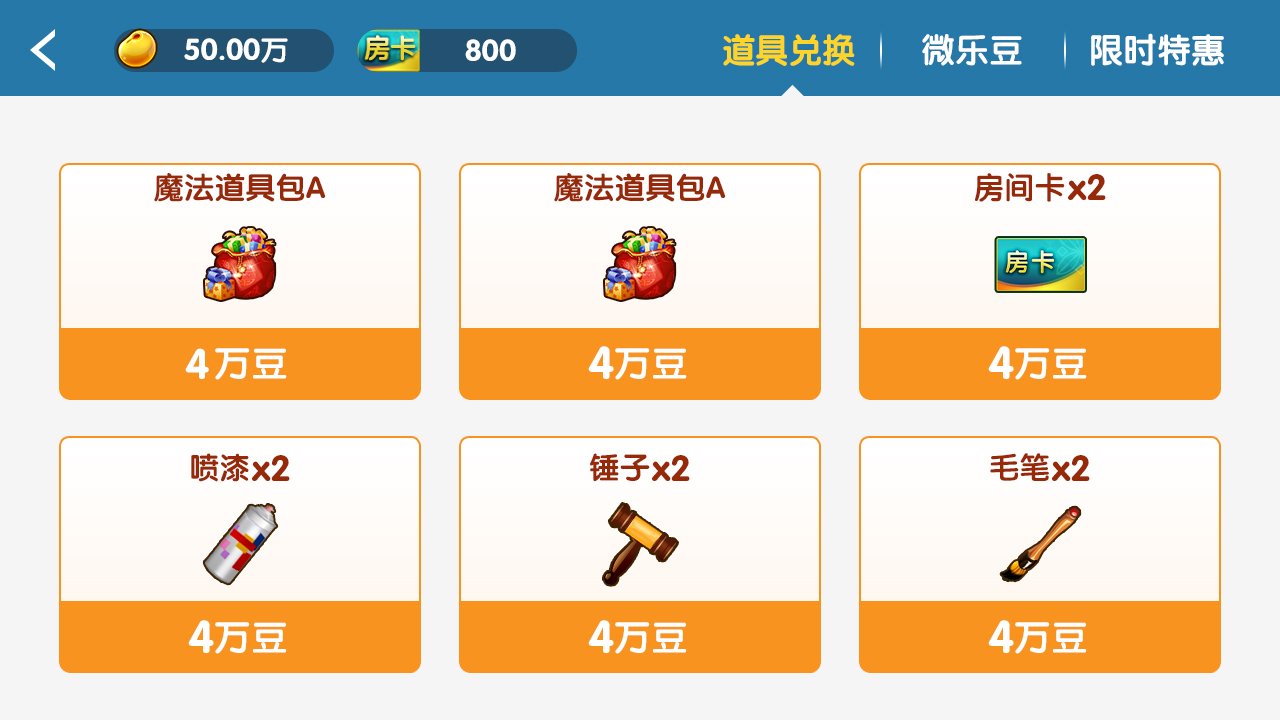 50.00万
房卡
800
道具兑换
微乐豆
限时特惠
魔法道具包A
魔法道具包A
房间卡x2
房卡
4万豆
4万豆
4万豆
喷漆x2
锤子x2
毛笔x2
4万豆
4万豆
4万豆